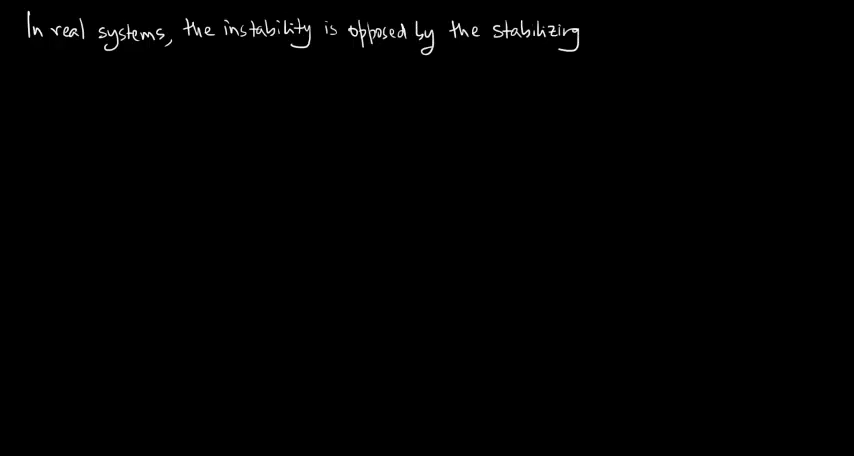 In real systems, the instability is opposed by the stabilizing